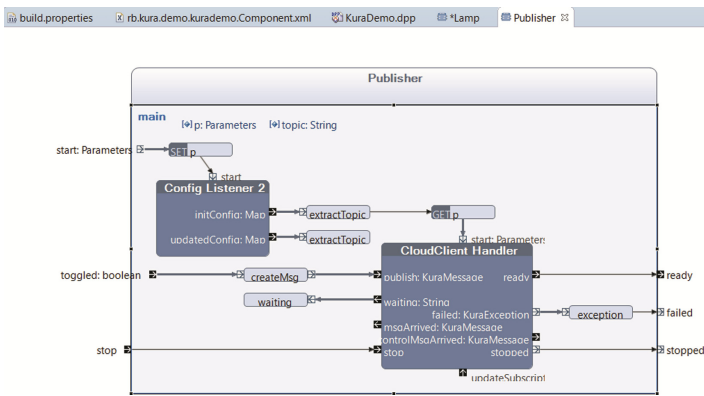 build.properties rb.kura.demo.kurademo.Component.xml KuraDemo.dpp *Lamp Publisher
Publisher
main
p: Parameters topic: String
start: Parameters
SET p
start
Config Listener 2
initConfig: Map
extractTopic
GET p
updatedConfig: Map
extractTopic
start: Parameters
CloudClient Handler
toggled: boolean
createMsg
publish: KuraMessage ready
ready
waiting
waiting: String
failed: KuraException
exception
failed
msgArrived: KuraMessage
ontrolMsgArrived: KuraMessage
stop
stop stopped
stopped
updateSubscript